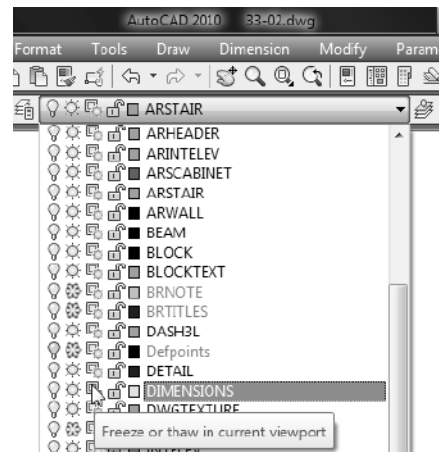 AutoCAD 2010 33-02.dwg
Format Tools Draw Dimension Modify Param
ARSTAIR
ARHEADER
ARINTELEV
ARSCABINET
ARSTAIR
ARWALL
BEAM
BLOCK
BLOCKTEXT
BRNOTE
BRTITLES
DASH3L
Defpoints
DETAIL
DIMENSIONS
DWGTEXTURE
Freeze or thaw in current viewport